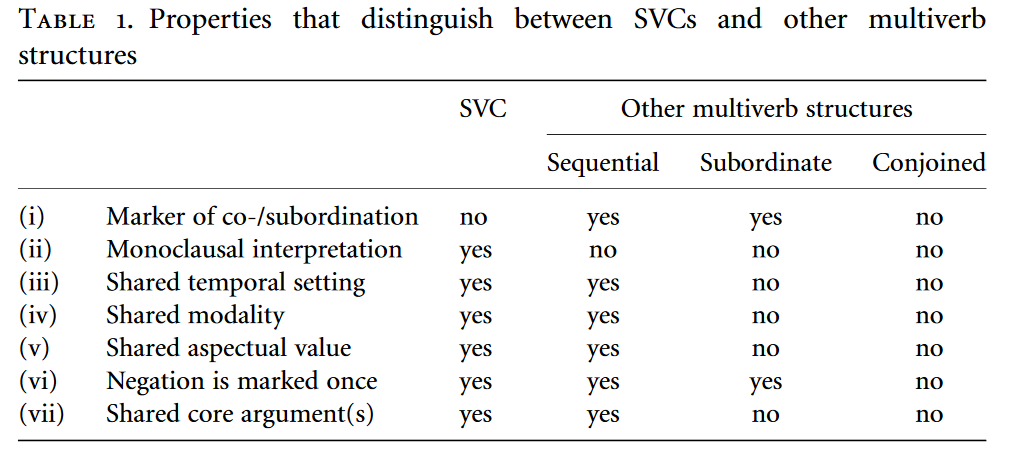 TABLE 1. Properties that distinguish between SVCs and other multiverb
structures
SVC Other multiverb structures
Sequential Subordinate Conjoined
(i) Marker of co-/subordination no yes yes no
(ii) Monoclausal interpretation yes no no no
(iii) Shared temporal setting yes yes no no
(iv) Shared modality yes yes no no
(v) Shared aspectual value yes yes no no
(vi) Negation is marked once yes yes yes no
(vii) Shared core argument(s) yes yes no no